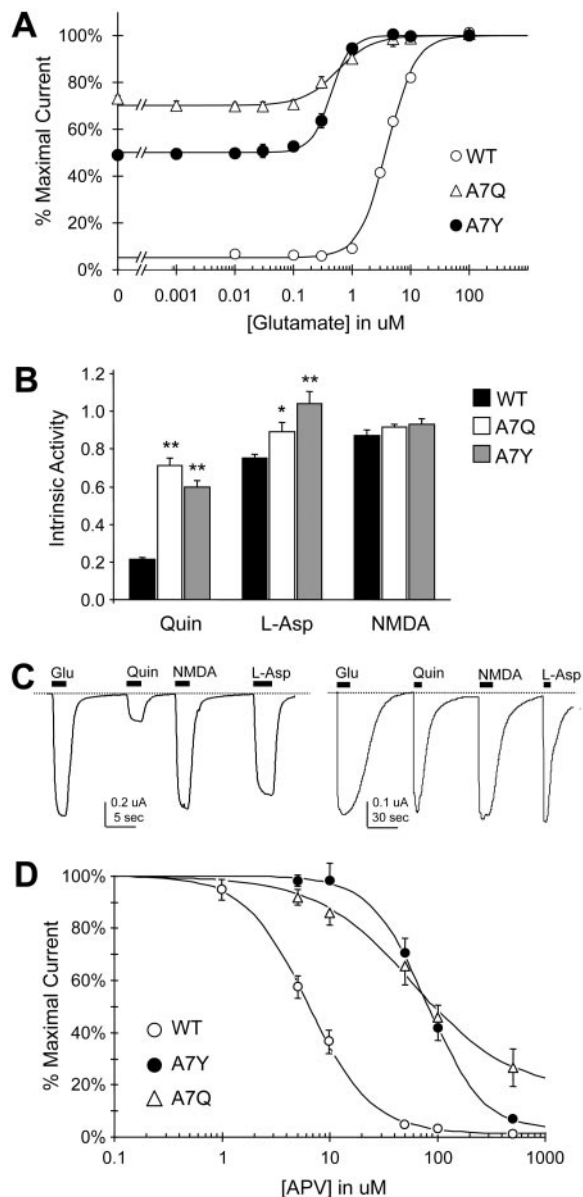 A
100%
80%
60%
40%
20%
0%
% Maximal Current
WT
A7Q
A7Y
0 0.001 0.01 0.1 1 10 100
[Glutamate] in uM
B
1.2
1.0
0.8
0.6
0.4
0.2
0.0
Intrinsic Activity
** ** * **
WT
A7Q
A7Y
Quin L-Asp NMDA
C
Glu Quin NMDA L-Asp Glu Quin NMDA L-Asp
0.2 uA
5 sec
0.1 uA
30 sec
D
100%
80%
60%
40%
20%
0%
% Maximal Current
WT
A7Y
A7Q
0.1 1 10 100 1000
[APV] in uM